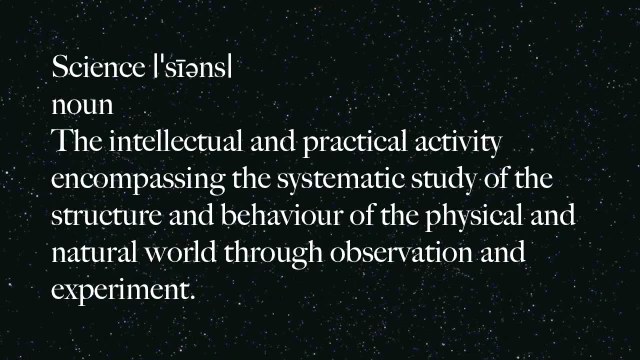 Science |ˈsīəns|
noun
The intellectual and practical activity
encompassing the systematic study of the
structure and behaviour of the physical and
natural world through observation and
experiment.